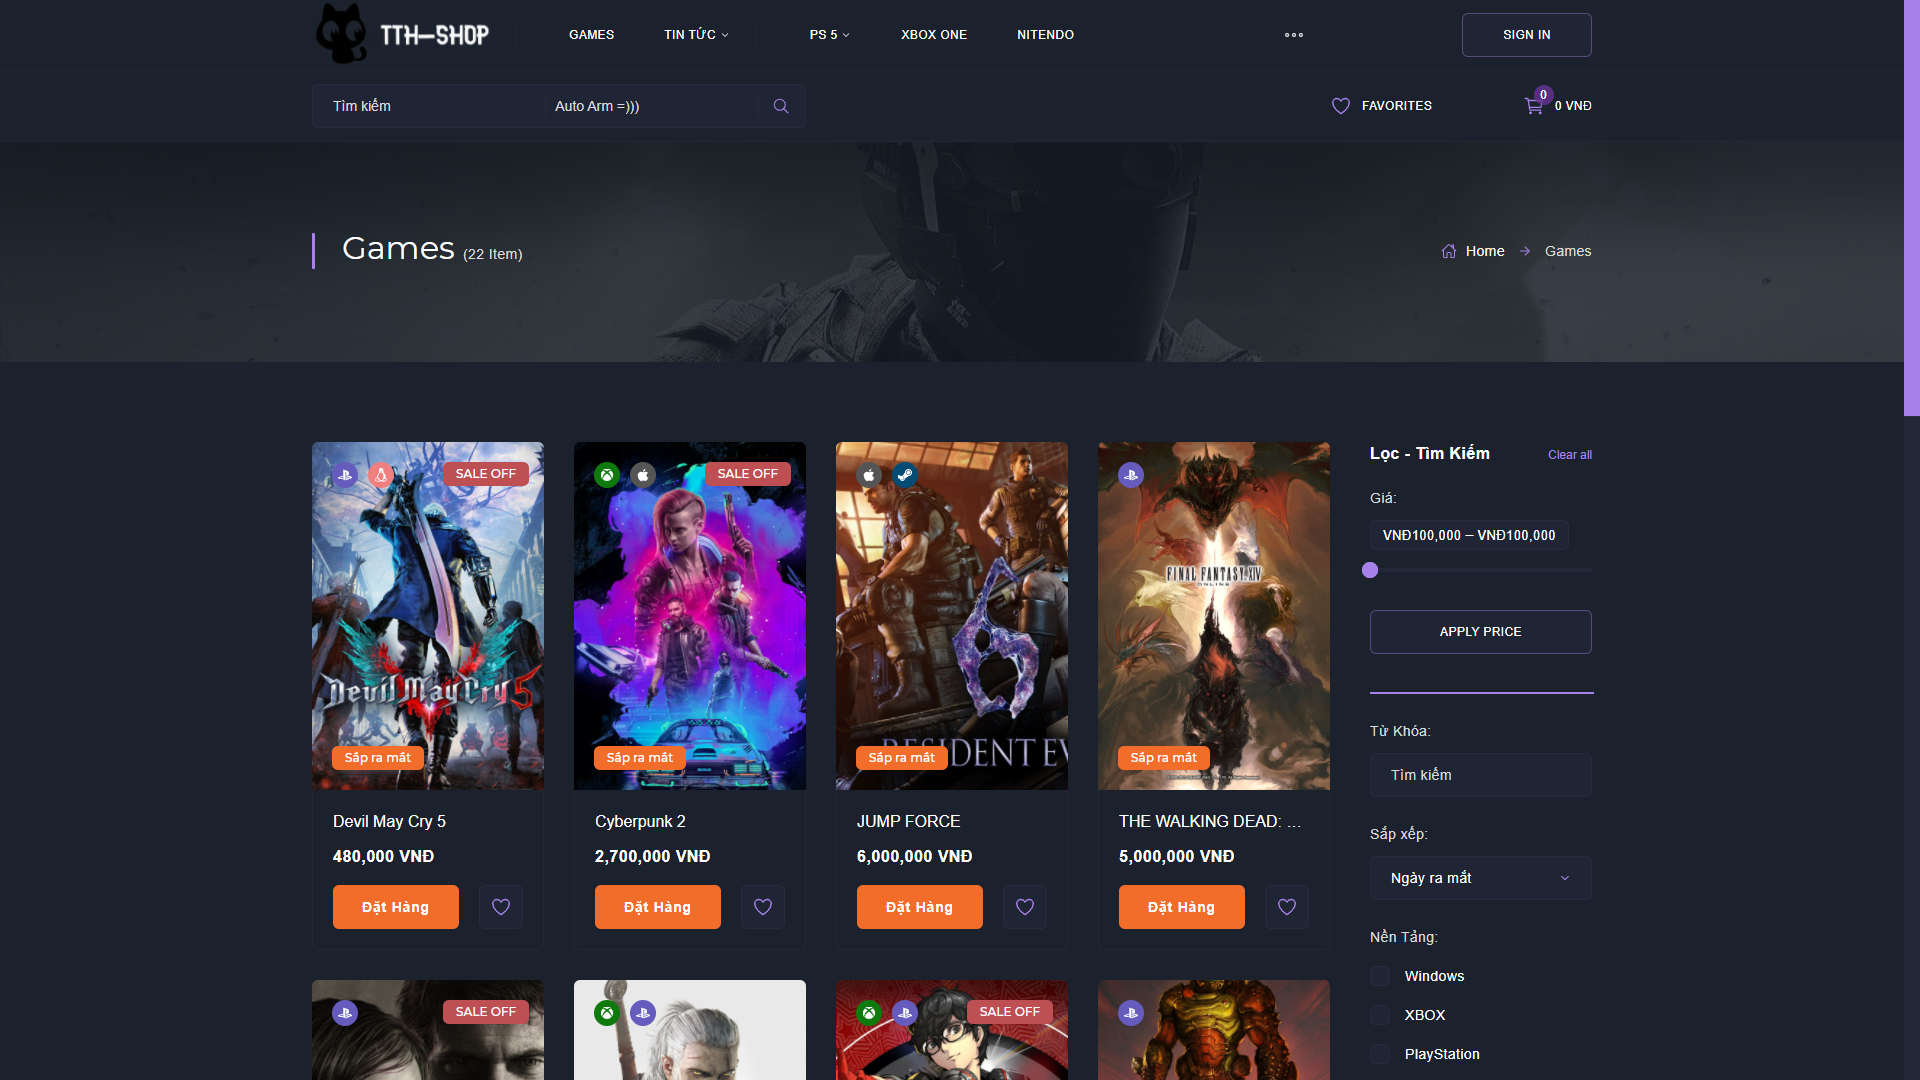 TTH-SHOP
GAMES
TIN TỨC
PS 5
XBOX ONE
NITENDO
SIGN IN
Tìm kiếm
Auto Arm =)))
FAVORITES
0
0 VNĐ
Games (22 Item)
Home
Games
SALE OFF
Devil May Cry 5
Sắp ra mắt
Devil May Cry 5
480,000 VNĐ
Đặt Hàng
SALE OFF
Sắp ra mắt
Cyberpunk 2
2,700,000 VNĐ
Đặt Hàng
RESIDENT EV
Sắp ra mắt
JUMP FORCE
6,000,000 VNĐ
Đặt Hàng
FINAL FANTASY XIV
ONLINE
Sắp ra mắt
THE WALKING DEAD: ...
5,000,000 VNĐ
Đặt Hàng
Lọc - Tìm Kiếm
Clear all
Giá:
VNĐ100,000 – VNĐ100,000
APPLY PRICE
Từ Khóa:
Tìm kiếm
Sắp xếp:
Ngày ra mắt
Nền Tảng:
Windows
XBOX
PlayStation
SALE OFF
SALE OFF